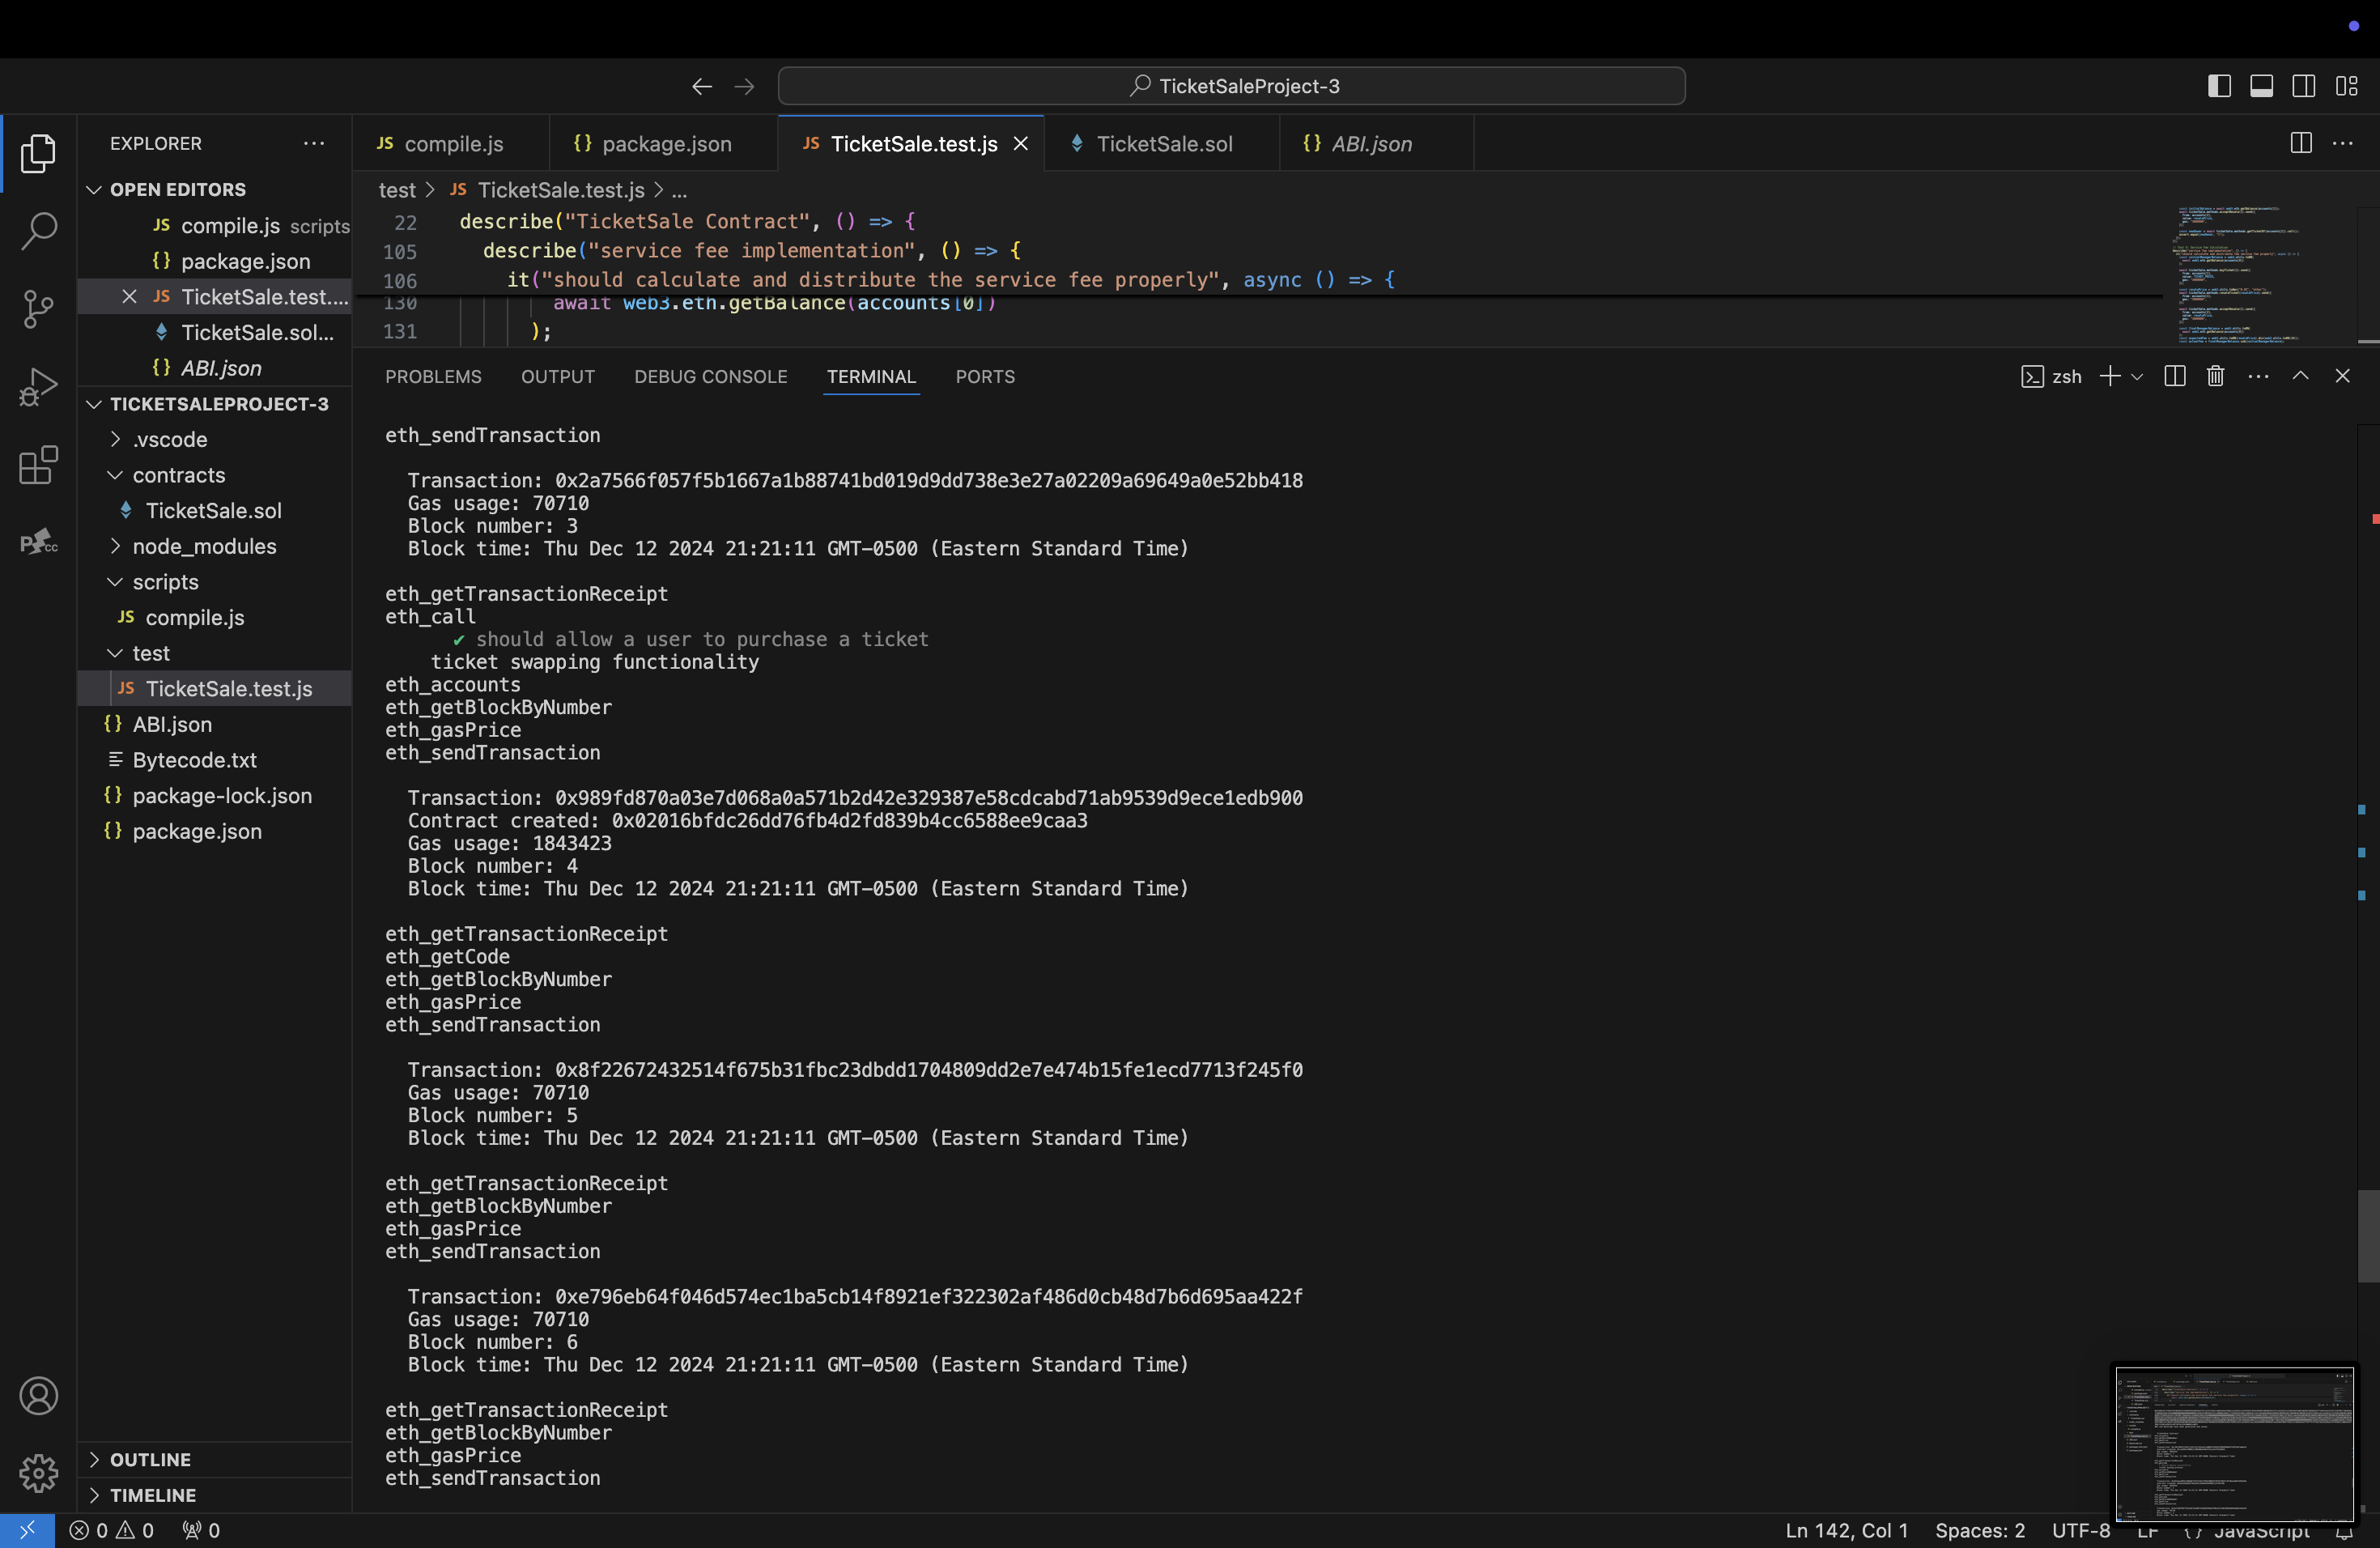 TicketSaleProject-3
EXPLORER
OPEN EDITORS
JS compile.js scripts
{} package.json
JS TicketSale.test....
TicketSale.sol...
{} ABI.json
TICKETSALEPROJECT-3
.vscode
contracts
TicketSale.sol
node_modules
scripts
JS compile.js
test
JS TicketSale.test.js
{} ABI.json
Bytecode.txt
{} package-lock.json
{} package.json
OUTLINE
TIMELINE
JS compile.js
{} package.json
JS TicketSale.test.js
TicketSale.sol
{} ABI.json
test > JS TicketSale.test.js > ...
22 describe("TicketSale Contract", () => {
105 describe("service fee implementation", () => {
106 it("should calculate and distribute the service fee properly", async () => {
130 await web3.eth.getBalance(accounts[0])
131 );
PROBLEMS OUTPUT DEBUG CONSOLE TERMINAL PORTS
zsh
eth_sendTransaction
Transaction: 0x2a7566f057f5b1667a1b88741bd019d9dd738e3e27a02209a69649a0e52bb418
Gas usage: 70710
Block number: 3
Block time: Thu Dec 12 2024 21:21:11 GMT-0500 (Eastern Standard Time)
eth_getTransactionReceipt
eth_call
✔ should allow a user to purchase a ticket
ticket swapping functionality
eth_accounts
eth_getBlockByNumber
eth_gasPrice
eth_sendTransaction
Transaction: 0x989fd870a03e7d068a0a571b2d42e329387e58cdcabd71ab9539d9ece1edb900
Contract created: 0x02016bfdc26dd76fb4d2fd839b4cc6588ee9caa3
Gas usage: 1843423
Block number: 4
Block time: Thu Dec 12 2024 21:21:11 GMT-0500 (Eastern Standard Time)
eth_getTransactionReceipt
eth_getCode
eth_getBlockByNumber
eth_gasPrice
eth_sendTransaction
Transaction: 0x8f22672432514f675b31fbc23dbdd1704809dd2e7e474b15fe1ecd7713f245f0
Gas usage: 70710
Block number: 5
Block time: Thu Dec 12 2024 21:21:11 GMT-0500 (Eastern Standard Time)
eth_getTransactionReceipt
eth_getBlockByNumber
eth_gasPrice
eth_sendTransaction
Transaction: 0xe796eb64f046d574ec1ba5cb14f8921ef322302af486d0cb48d7b6d695aa422f
Gas usage: 70710
Block number: 6
Block time: Thu Dec 12 2024 21:21:11 GMT-0500 (Eastern Standard Time)
eth_getTransactionReceipt
eth_getBlockByNumber
eth_gasPrice
eth_sendTransaction
0 0 0
Ln 142, Col 1 Spaces: 2 UTF-8 LF {} JavaScript